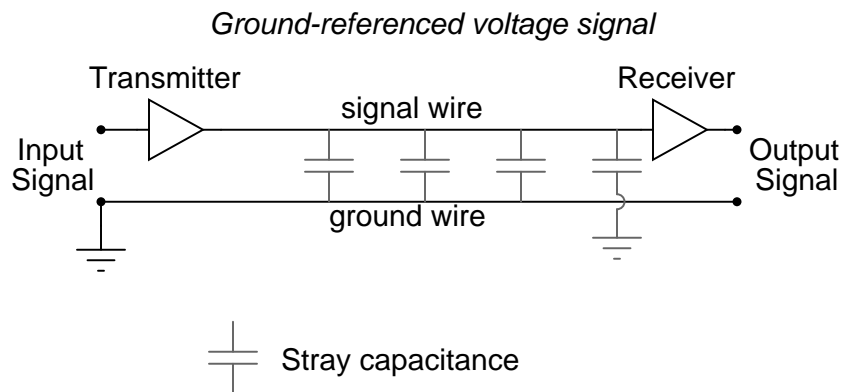 Ground-referenced voltage signal
Transmitter
Receiver
signal wire
Input
Signal
Output
Signal
ground wire
Stray capacitance